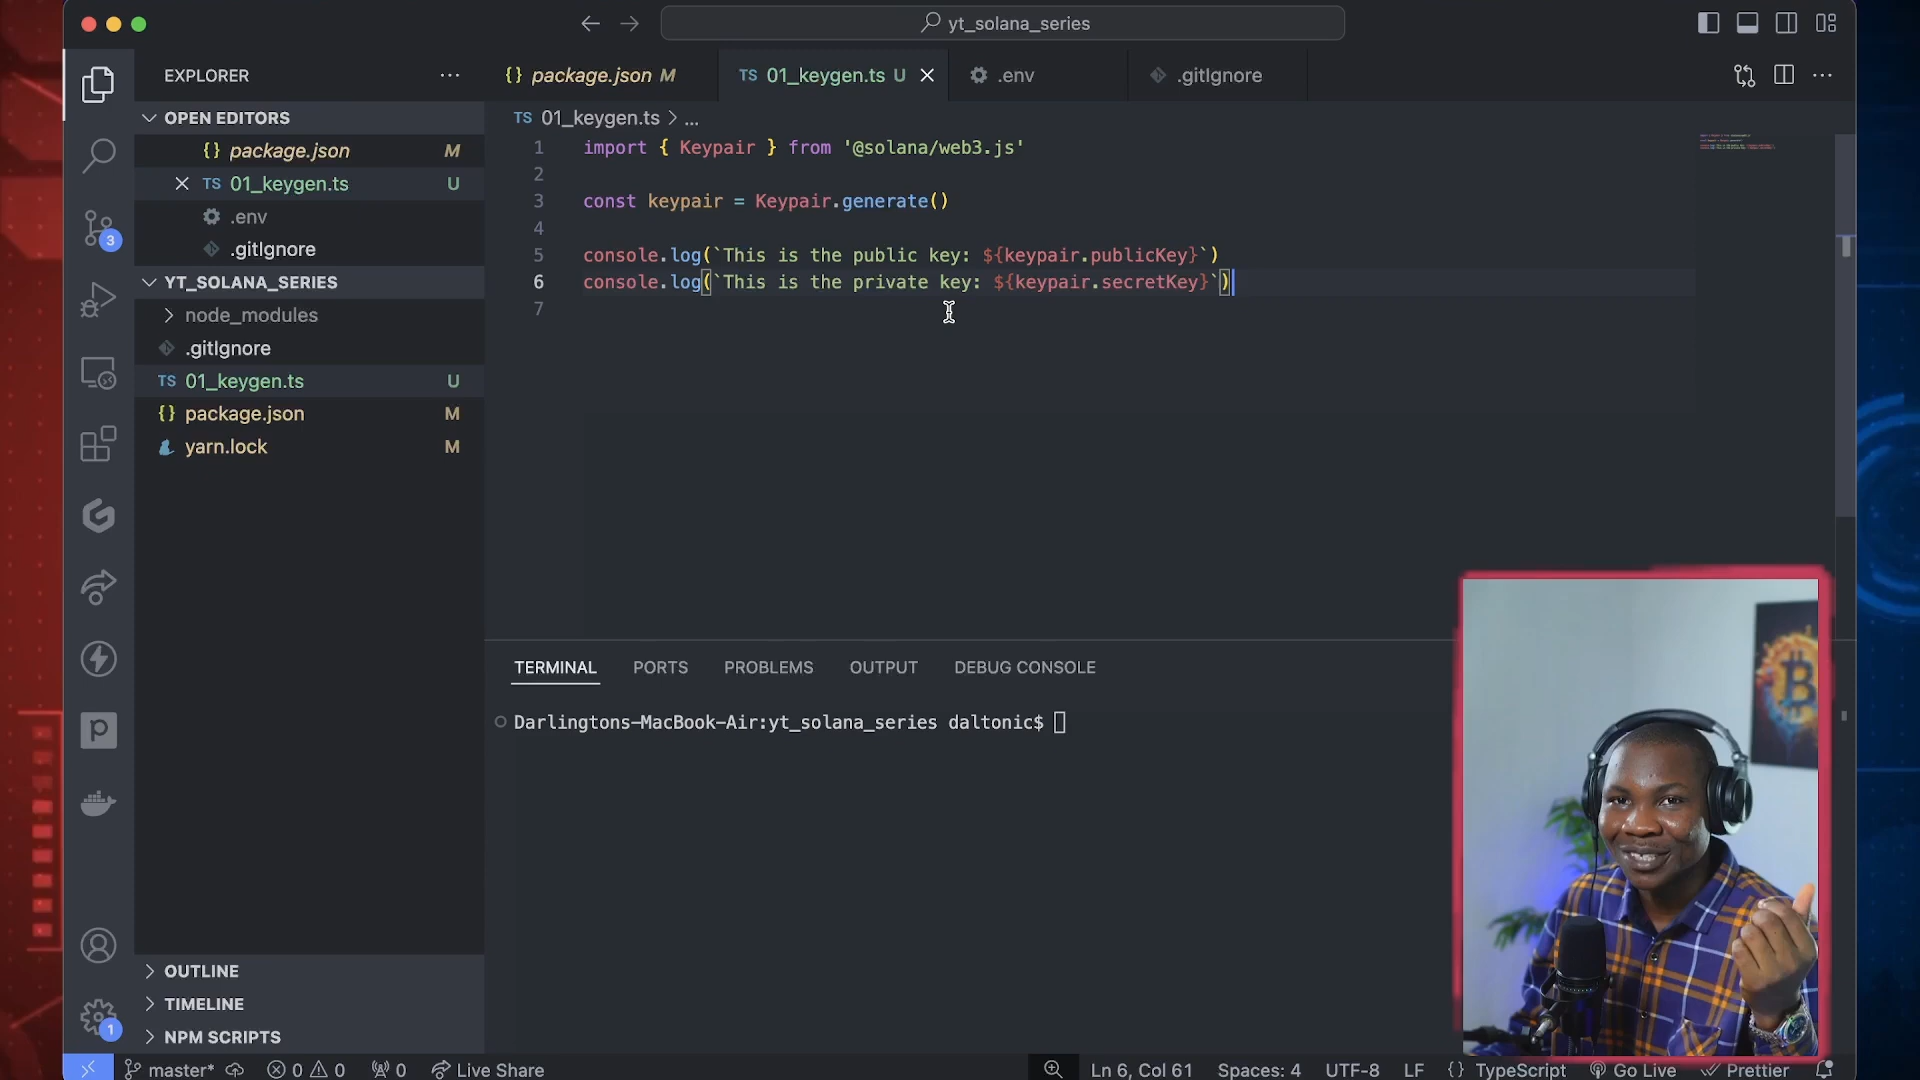 yt_solana_series
EXPLORER
package.json M
TS 01_keygen.ts U
.env
.gitIgnore
OPEN EDITORS
package.json M
TS 01_keygen.ts U
.env
.gitIgnore
YT_SOLANA_SERIES
node_modules
.gitIgnore
TS 01_keygen.ts U
{} package.json M
yarn.lock M
OUTLINE
TIMELINE
NPM SCRIPTS
TS 01_keygen.ts > ...
1 import { Keypair } from '@solana/web3.js'
2
3 const keypair = Keypair.generate()
4
5 console.log(`This is the public key: ${keypair.publicKey}`)
6 console.log(`This is the private key: ${keypair.secretKey}`)
7
TERMINAL PORTS PROBLEMS OUTPUT DEBUG CONSOLE
Darlingtons-MacBook-Air:yt_solana_series daltonic$
3
1
master* 0 0 0 Live Share
Ln 6, Col 61 Spaces: 4 UTF-8 LF {} TypeScript Go Live Prettier